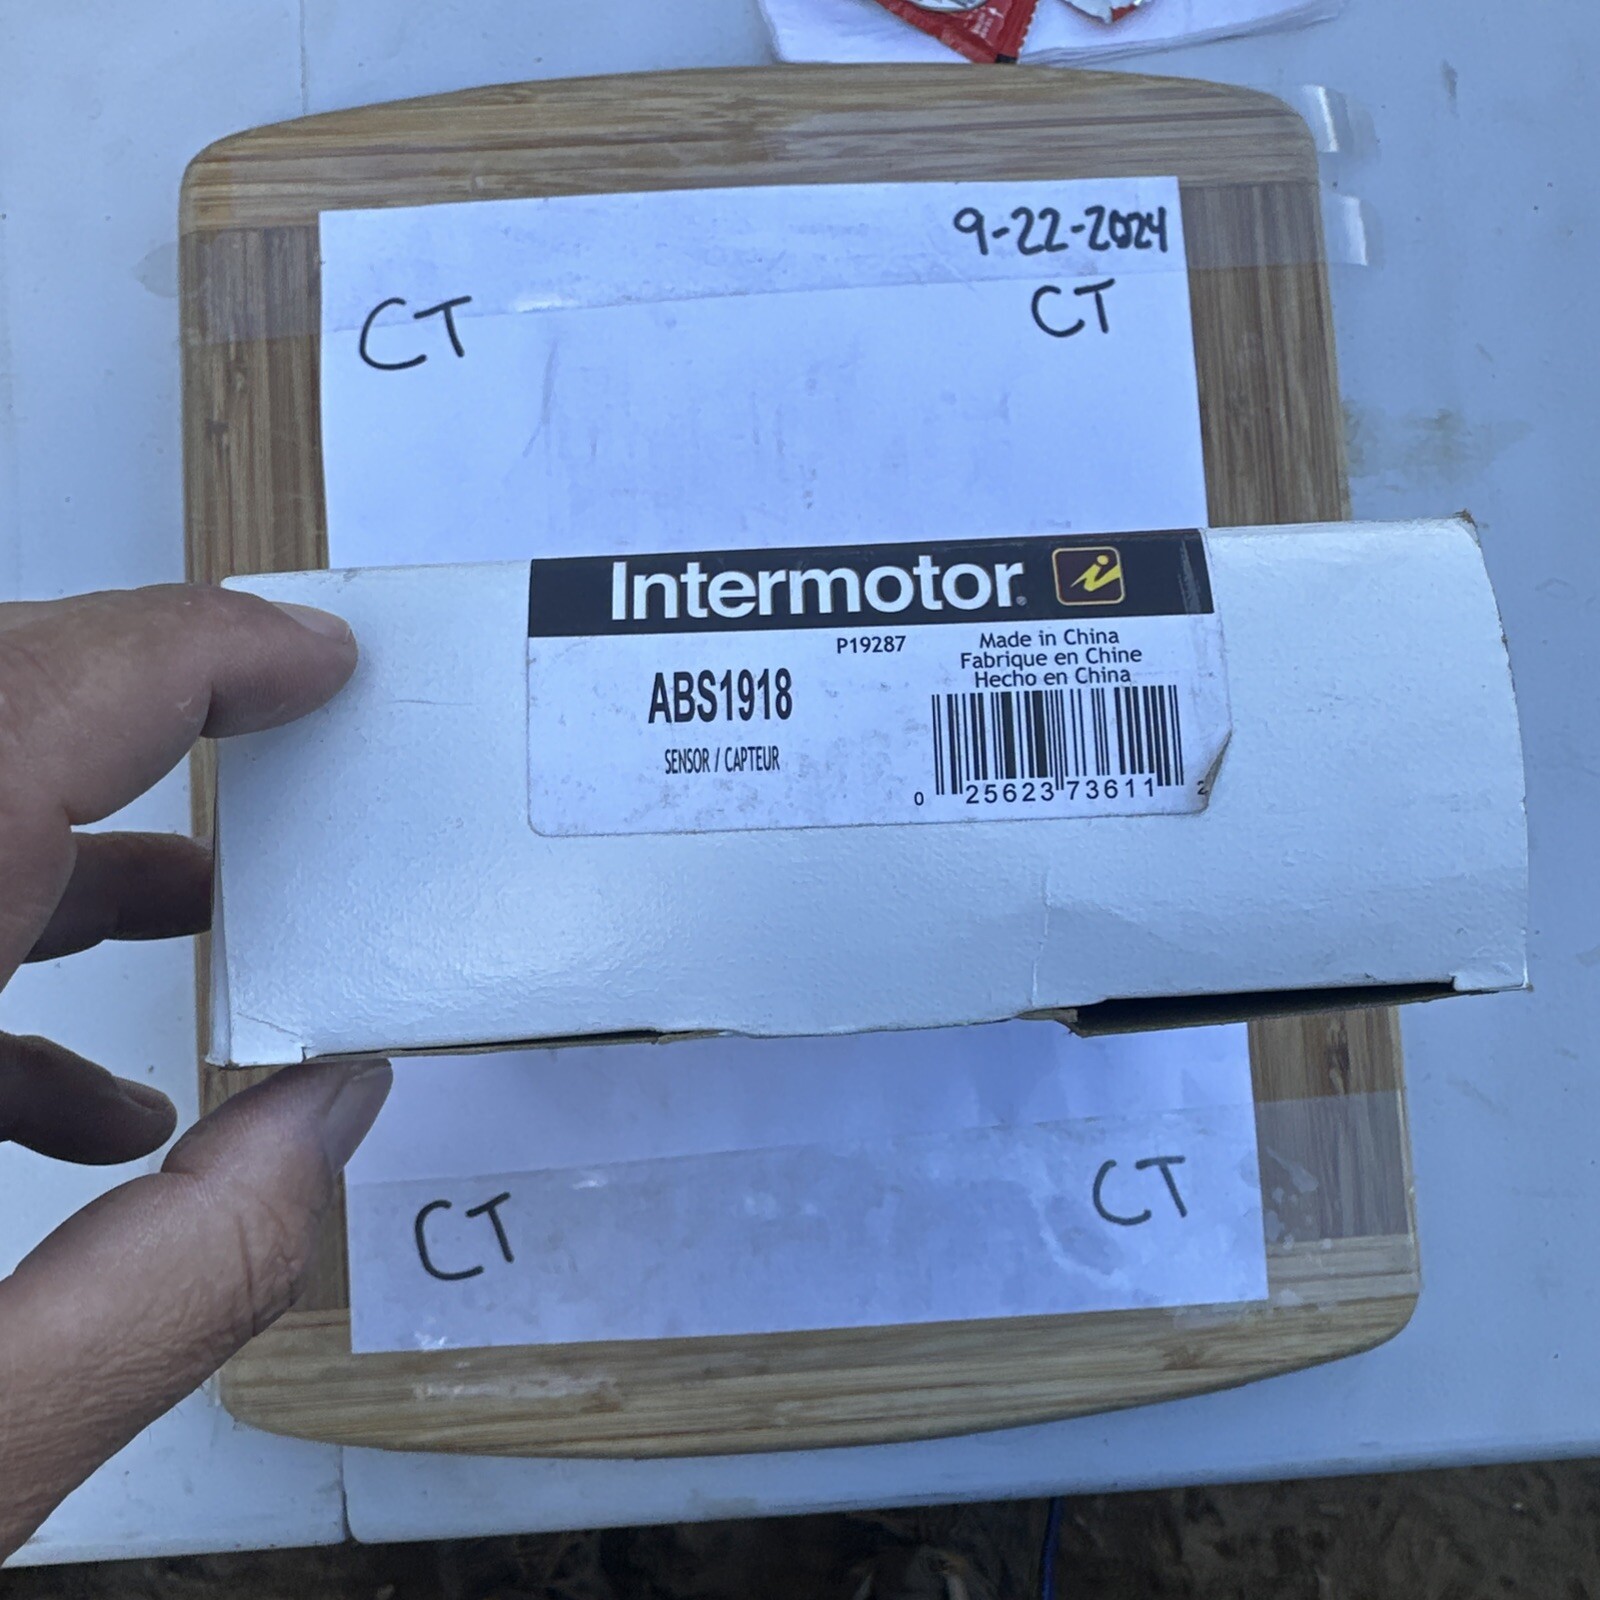 9-22-2024
CT
CT
Intermotor®
P19287
Made in China
Fabrique en Chine
Hecho en China
ABS1918
SENSOR / CAPTEUR
0 25623 73611 2
CT
CT